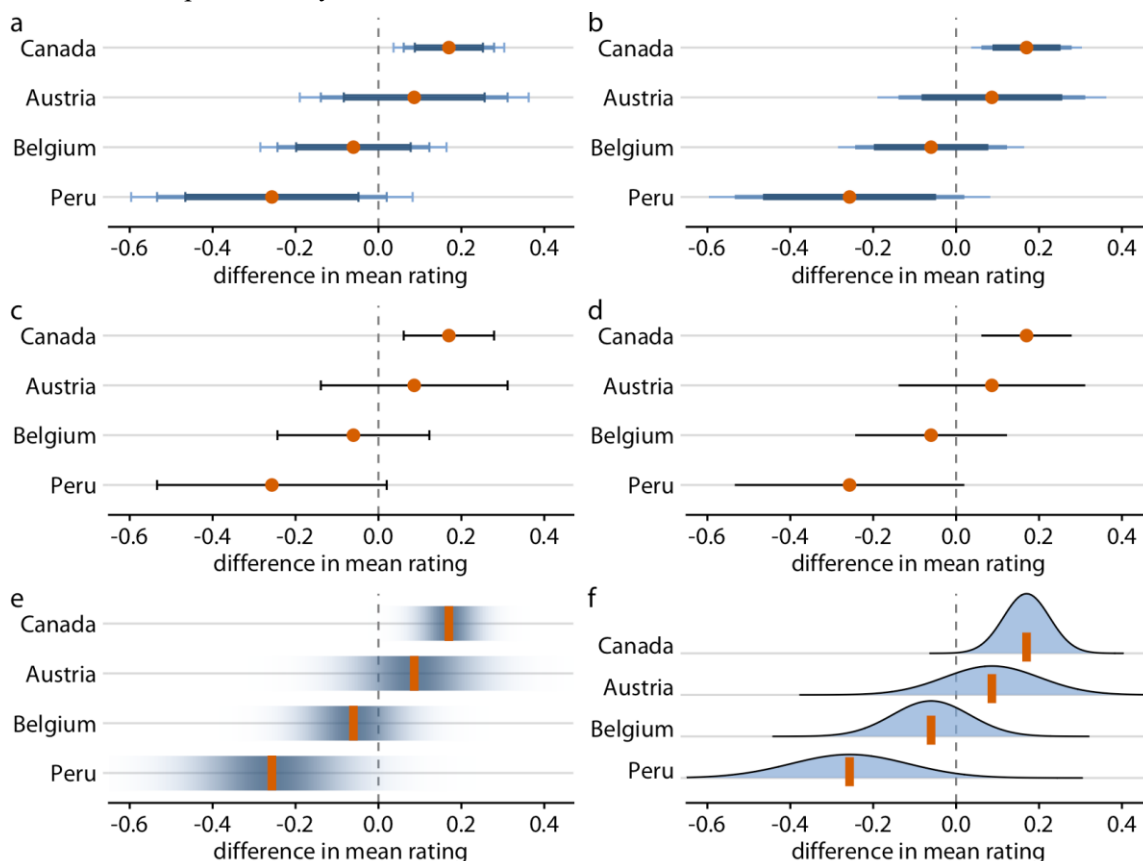 a
Canada
Austria
Belgium
Peru
-0.6 -0.4 -0.2 0.0 0.2 0.4
difference in mean rating
b
Canada
Austria
Belgium
Peru
-0.6 -0.4 -0.2 0.0 0.2 0.4
difference in mean rating
c
Canada
Austria
Belgium
Peru
-0.6 -0.4 -0.2 0.0 0.2 0.4
difference in mean rating
d
Canada
Austria
Belgium
Peru
-0.6 -0.4 -0.2 0.0 0.2 0.4
difference in mean rating
e
Canada
Austria
Belgium
Peru
-0.6 -0.4 -0.2 0.0 0.2 0.4
difference in mean rating
f
Canada
Austria
Belgium
Peru
-0.6 -0.4 -0.2 0.0 0.2 0.4
difference in mean rating